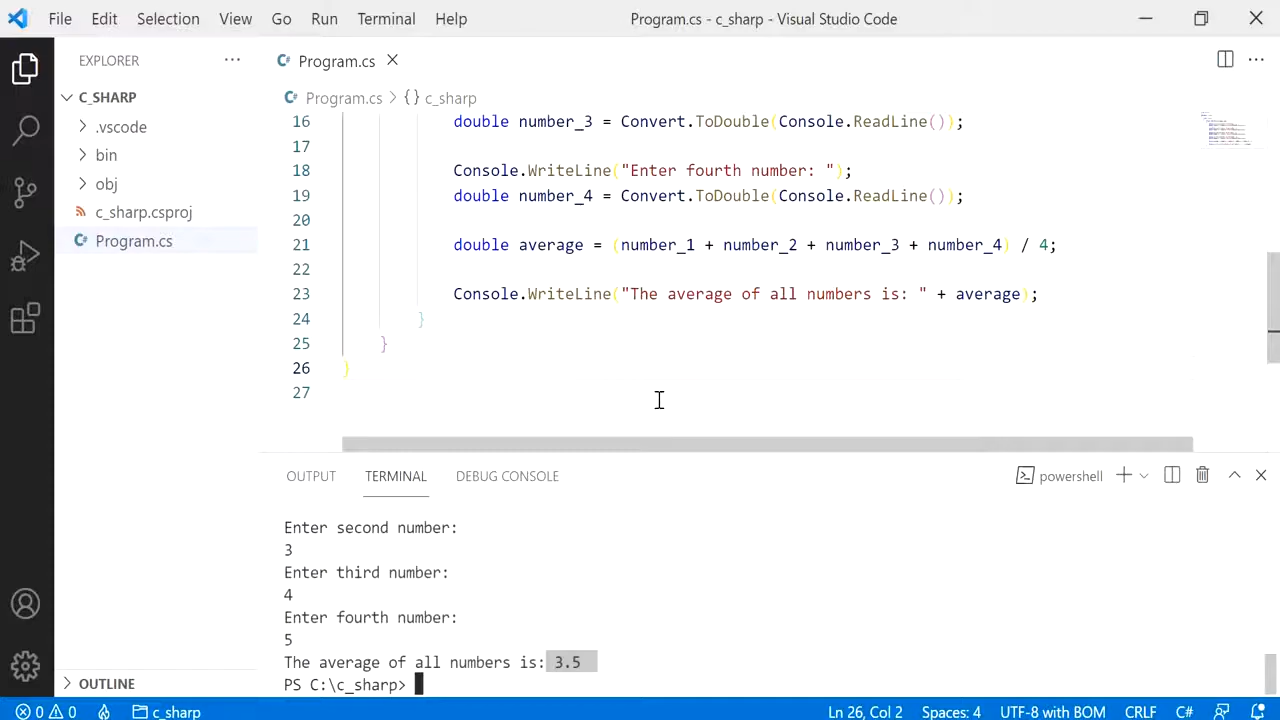 File Edit Selection View Go Run Terminal Help Program.cs - c_sharp - Visual Studio Code
EXPLORER
Program.cs
C_SHARP
Program.cs c_sharp
.vscode
bin
obj
c_sharp.csproj
Program.cs
16 double number_3 = Convert.ToDouble(Console.ReadLine());
17
18 Console.WriteLine("Enter fourth number: ");
19 double number_4 = Convert.ToDouble(Console.ReadLine());
20
21 double average = (number_1 + number_2 + number_3 + number_4) / 4;
22
23 Console.WriteLine("The average of all numbers is: " + average);
24 }
25 }
26 }
27
OUTPUT TERMINAL DEBUG CONSOLE powershell
Enter second number:
3
Enter third number:
4
Enter fourth number:
5
The average of all numbers is: 3.5
PS C:\c_sharp>
OUTLINE
0 0 c_sharp Ln 26, Col 2 Spaces: 4 UTF-8 with BOM CRLF C#